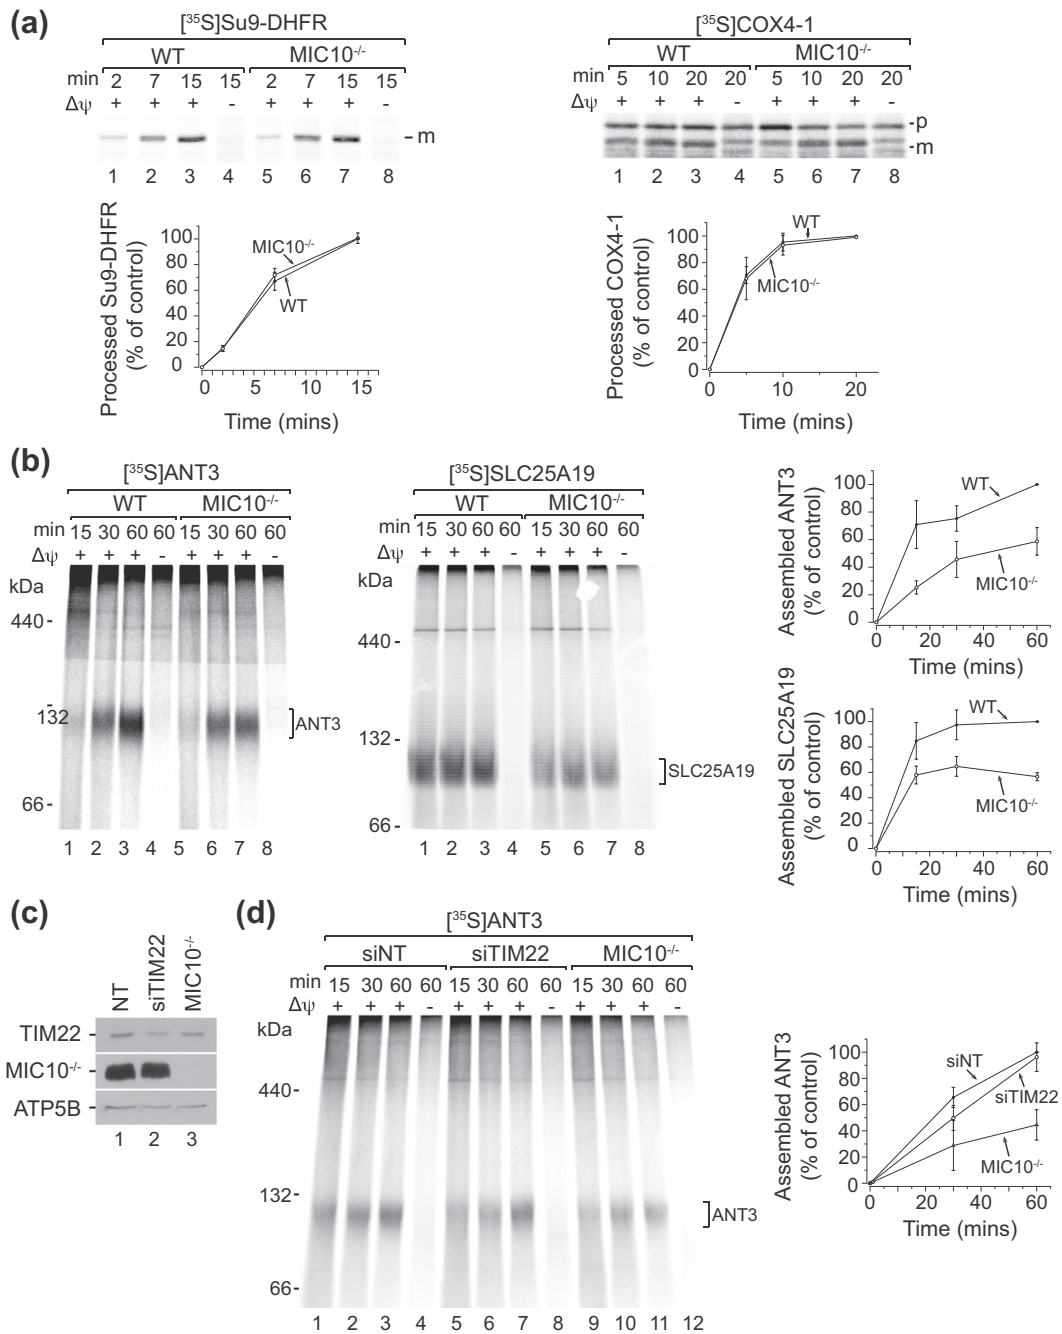 (a)
[³⁵S]Su9-DHFR
WT MIC10⁻/⁻
min 2 7 15 15 2 7 15 15
Δψ + + + - + + + -
-m
1 2 3 4 5 6 7 8
Processed Su9-DHFR
(% of control)
100
80
60
40
20
0
MIC10⁻/⁻
WT
0 5 10 15
Time (mins)
[³⁵S]COX4-1
WT MIC10⁻/⁻
min 5 10 20 20 5 10 20 20
Δψ + + + - + + + -
-p
-m
1 2 3 4 5 6 7 8
Processed COX4-1
(% of control)
100
80
60
40
20
0
WT
MIC10⁻/⁻
0 10 20
Time (mins)
(b)
[³⁵S]ANT3
WT MIC10⁻/⁻
min 15 30 60 60 15 30 60 60
Δψ + + + - + + + -
kDa
440-
132
66-
ANT3
1 2 3 4 5 6 7 8
[³⁵S]SLC25A19
WT MIC10⁻/⁻
min 15 30 60 60 15 30 60 60
Δψ + + + - + + + -
kDa
440-
132-
66-
SLC25A19
1 2 3 4 5 6 7 8
Assembled ANT3
(% of control)
100
80
60
40
20
0
WT
MIC10⁻/⁻
0 20 40 60
Time (mins)
Assembled SLC25A19
(% of control)
100
80
60
40
20
0
WT
MIC10⁻/⁻
0 20 40 60
Time (mins)
(c)
NT siTIM22 MIC10⁻/⁻
TIM22
MIC10⁻/⁻
ATP5B
1 2 3
(d)
[³⁵S]ANT3
siNT siTIM22 MIC10⁻/⁻
min 15 30 60 60 15 30 60 60 15 30 60 60
Δψ + + + - + + + - + + + -
kDa
440-
132-
66-
ANT3
1 2 3 4 5 6 7 8 9 10 11 12
Assembled ANT3
(% of control)
100
80
60
40
20
0
siNT
siTIM22
MIC10⁻/⁻
0 20 40 60
Time (mins)